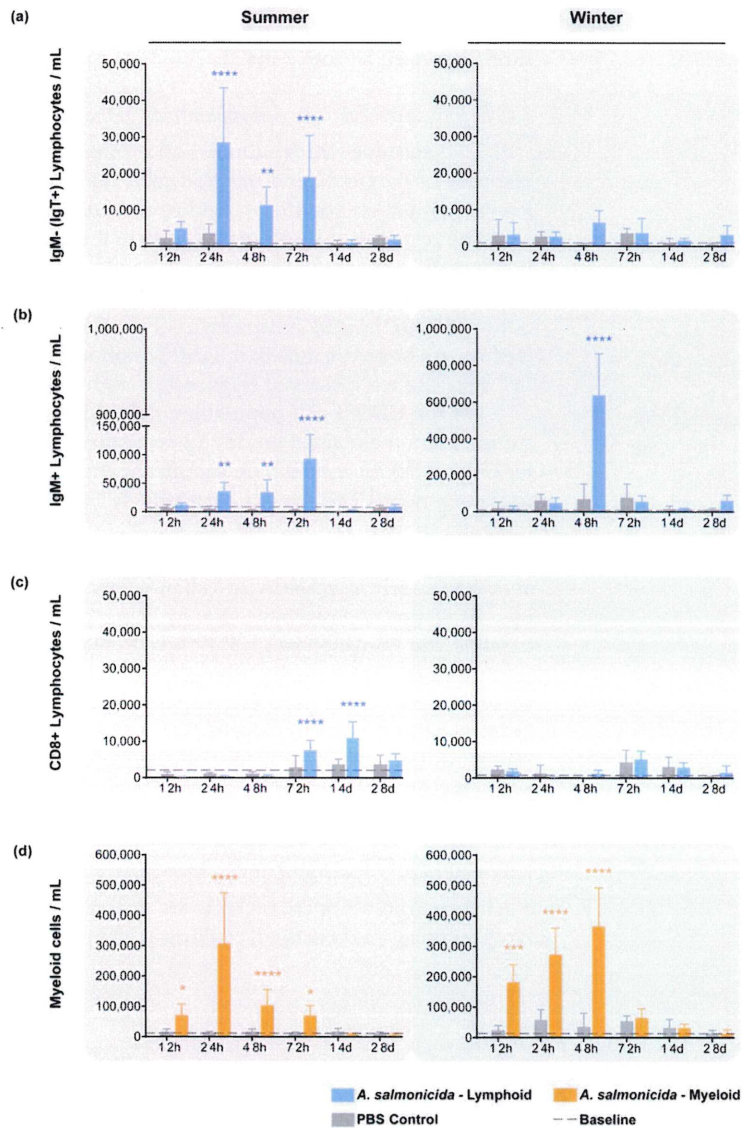 Summer Winter
(a)
IgM- (IgT+) Lymphocytes / mL
50,000 50,000
**** ****
40,000 40,000
30,000 30,000
**
20,000 20,000
10,000 10,000
0 0
12h 24h 48h 72h 14d 28d 12h 24h 48h 72h 14d 28d
(b)
IgM+ Lymphocytes / mL
1,000,000 1,000,000
****
800,000
900,000
150,000 600,000
****
100,000 400,000
** **
50,000 200,000
0 0
12h 24h 48h 72h 14d 28d 12h 24h 48h 72h 14d 28d
(c)
CD8+ Lymphocytes / mL
50,000 50,000
40,000 40,000
30,000 30,000
20,000 20,000
**** ****
10,000 10,000
0 0
12h 24h 48h 72h 14d 28d 12h 24h 48h 72h 14d 28d
(d)
Myeloid cells / mL
600,000 600,000
**** ****
500,000 500,000
400,000 **** 400,000
300,000 *** 300,000
200,000 **** 200,000
* *
100,000 100,000
0 0
12h 24h 48h 72h 14d 28d 12h 24h 48h 72h 14d 28d
A. salmonicida - Lymphoid A. salmonicida - Myeloid
PBS Control Baseline